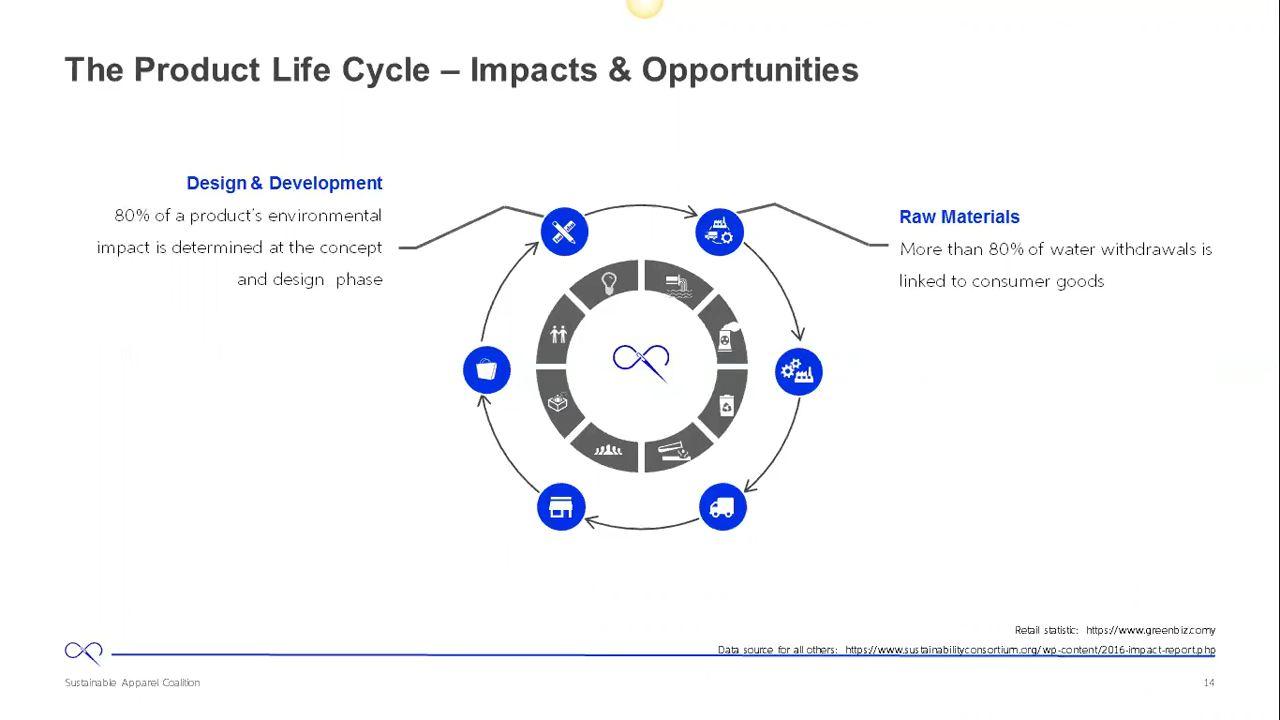 The Product Life Cycle – Impacts & Opportunities
Design & Development
80% of a product's environmental
impact is determined at the concept
and design phase
Raw Materials
More than 80% of water withdrawals is
linked to consumer goods
Retail statistic: https://www.greenbiz.comy
Data source for all others: https://www.sustainabilityconsortium.org/wp-content/2016-impact-report.php
Sustainable Apparel Coalition
14